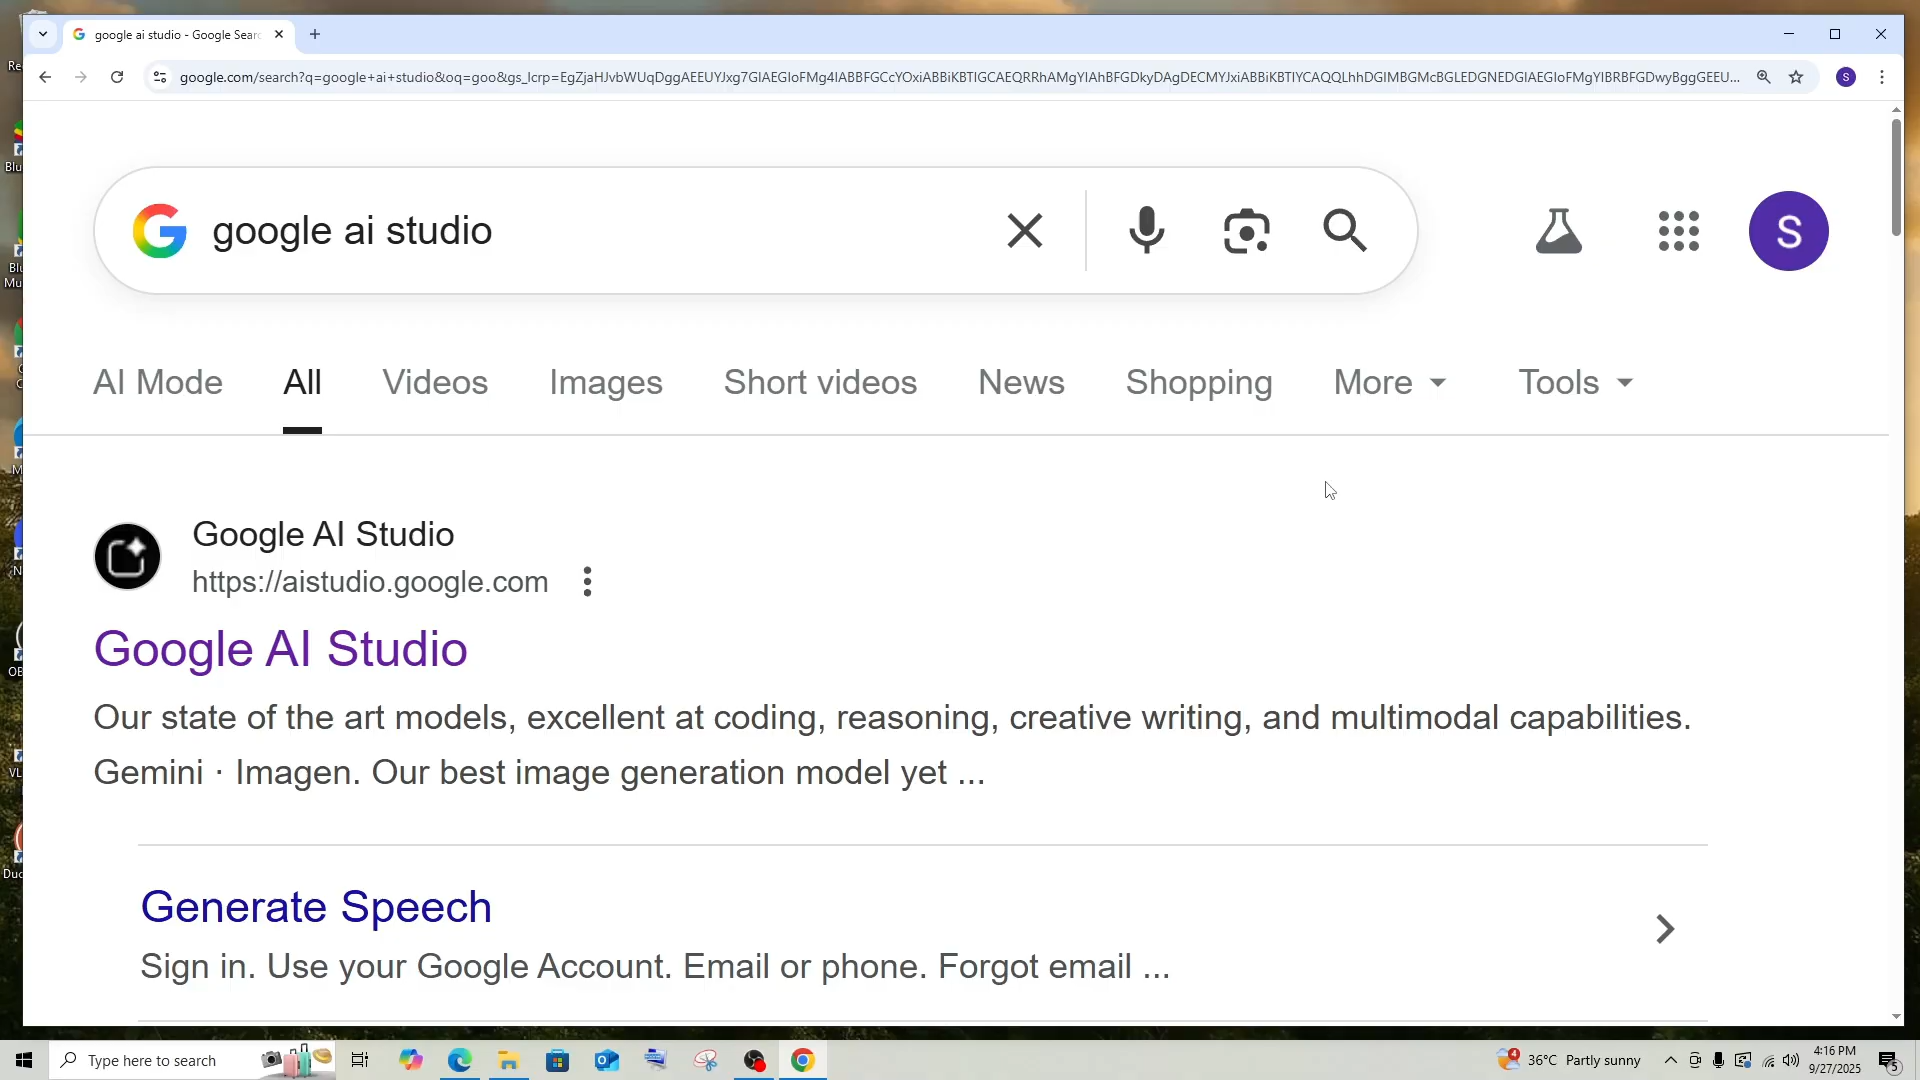 google ai studio - Google Sear
google.com/search?q=google+ai+studio&oq=goo&gs_lcrp=
google ai studio
S
AI Mode All Videos Images Short videos News Shopping More Tools
Google AI Studio
https://aistudio.google.com
Google AI Studio
Our state of the art models, excellent at coding, reasoning, creative writing, and multimodal capabilities.
Gemini · Imagen. Our best image generation model yet ...
Generate Speech
Sign in. Use your Google Account. Email or phone. Forgot email ...
Type here to search
4
36°C Partly sunny
4:16 PM
9/27/2025
5